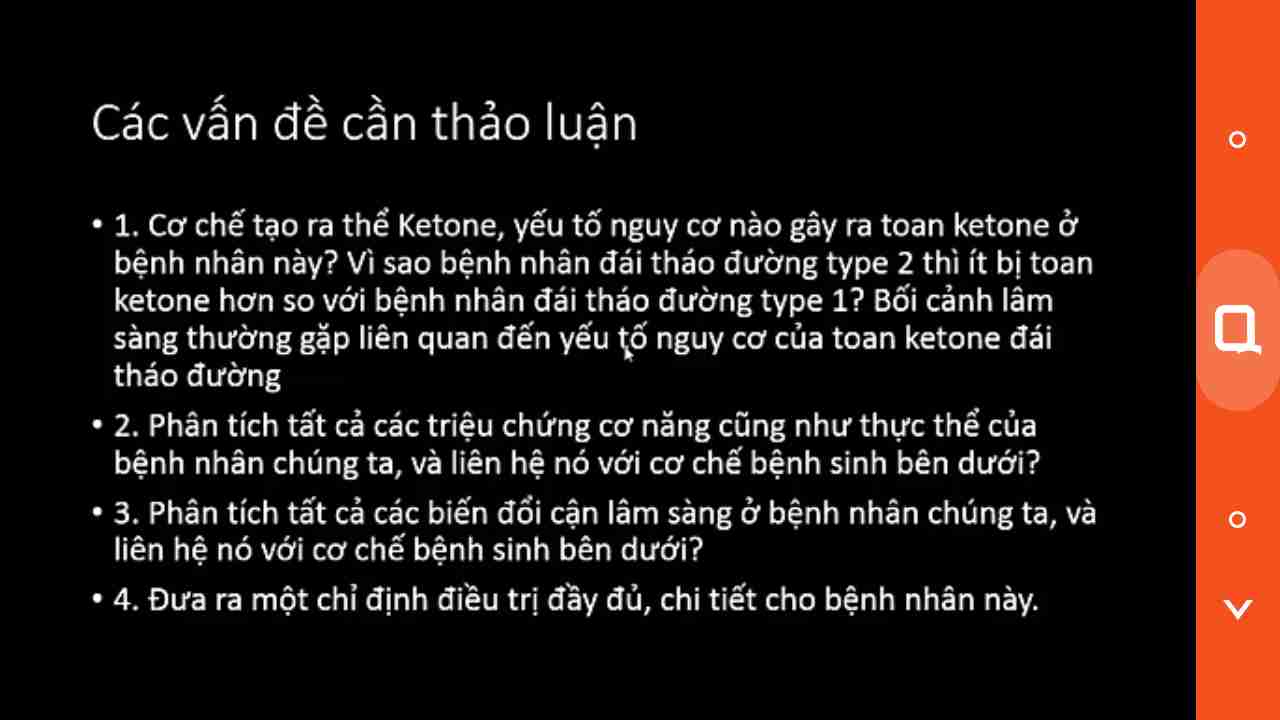 Các vấn đề cần thảo luận
• 1. Cơ chế tạo ra thể Ketone, yếu tố nguy cơ nào gây ra toan ketone ở
bệnh nhân này? Vì sao bệnh nhân đái tháo đường type 2 thì ít bị toan
ketone hơn so với bệnh nhân đái tháo đường type 1? Bối cảnh lâm
sàng thường gặp liên quan đến yếu tố nguy cơ của toan ketone đái
tháo đường
• 2. Phân tích tất cả các triệu chứng cơ năng cũng như thực thể của
bệnh nhân chúng ta, và liên hệ nó với cơ chế bệnh sinh bên dưới?
• 3. Phân tích tất cả các biến đổi cận lâm sàng ở bệnh nhân chúng ta, và
liên hệ nó với cơ chế bệnh sinh bên dưới?
• 4. Đưa ra một chỉ định điều trị đầy đủ, chi tiết cho bệnh nhân này.